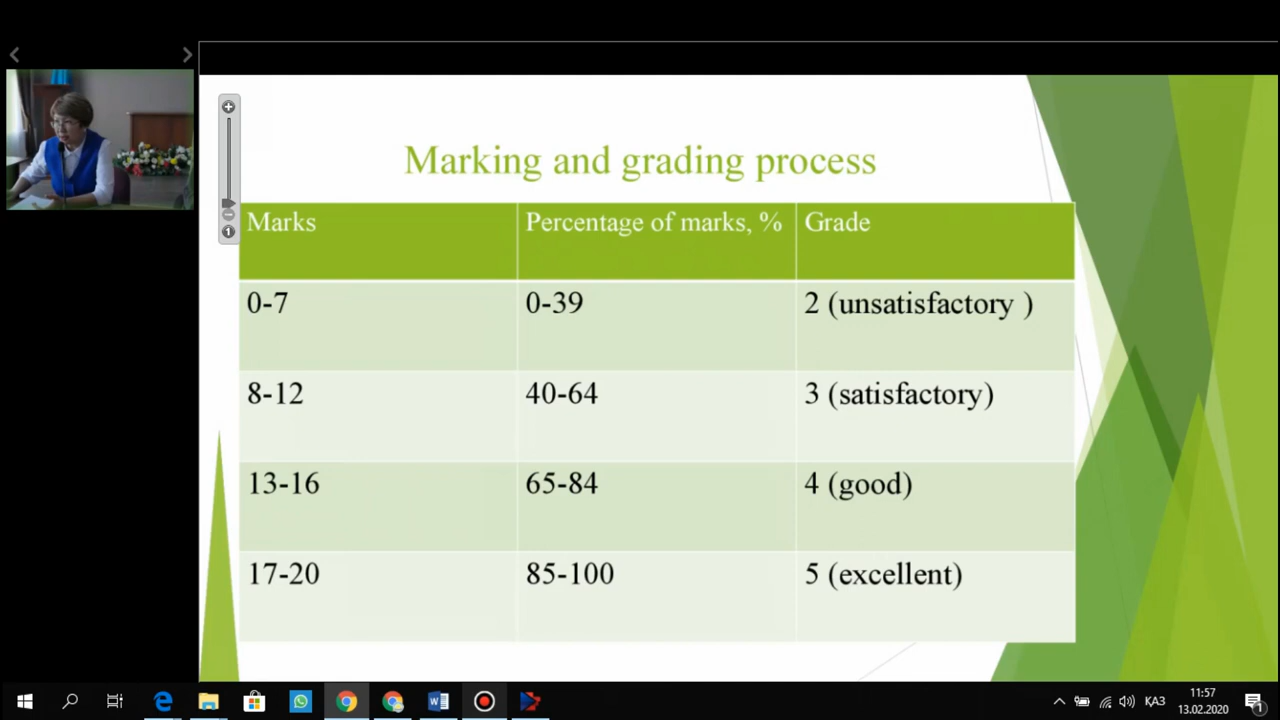 Marking and grading process
Marks Percentage of marks, % Grade
0-7 0-39 2 (unsatisfactory )
8-12 40-64 3 (satisfactory)
13-16 65-84 4 (good)
17-20 85-100 5 (excellent)
1
ҚАЗ
11:57
13.02.2020
1